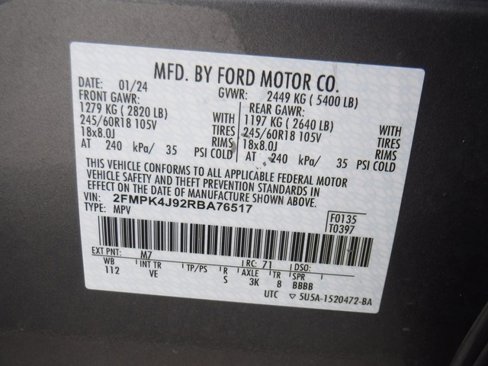 MFD. BY FORD MOTOR CO.
DATE: 01/24 GVWR: 2449 KG ( 5400 LB)
FRONT GAWR: REAR GAWR:
1279 KG ( 2820 LB) WITH 1197 KG ( 2640 LB) WITH
245/60R18 105V TIRES 245/60R18 105V TIRES
18x8.0J RIMS 18x8.0J RIMS
AT 240 kPa/ 35 PSI COLD AT 240 kPa/ 35 PSI COLD
THIS VEHICLE CONFORMS TO ALL APPLICABLE FEDERAL MOTOR
VEHICLE SAFETY AND THEFT PREVENTION STANDARDS IN
EFFECT ON THE DATE OF MANUFACTURE SHOWN ABOVE.
VIN: 2FMPK4J92RBA76517
TYPE: MPV
F0135
T0397
EXT PNT: M7 RC: 71 DSO:
WB INT TR TP/PS R AXLE TR SPR
112 VE S 3K 8 BBBB
UTC ▽ 5U5A-1520472-BA